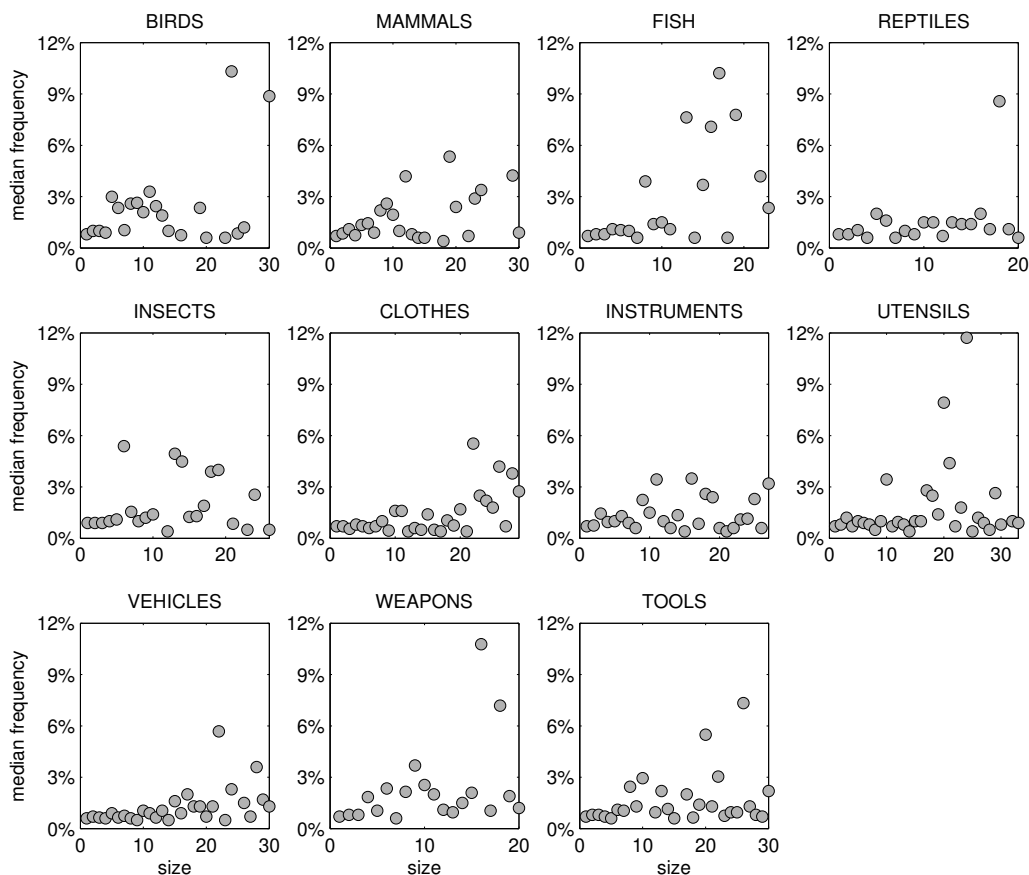 BIRDS MAMMALS FISH REPTILES
12% 12% 12% 12%
9% 9% 9% 9%
6% 6% 6% 6%
3% 3% 3% 3%
0% 0% 0% 0%
0 10 20 30 0 10 20 30 0 10 20 0 10 20
median frequency
INSECTS CLOTHES INSTRUMENTS UTENSILS
12% 12% 12% 12%
9% 9% 9% 9%
6% 6% 6% 6%
3% 3% 3% 3%
0% 0% 0% 0%
0 10 20 0 10 20 0 10 20 0 10 20 30
median frequency
VEHICLES WEAPONS TOOLS
12% 12% 12%
9% 9% 9%
6% 6% 6%
3% 3% 3%
0% 0% 0%
0 10 20 30 0 10 20 0 10 20 30
median frequency
size size size